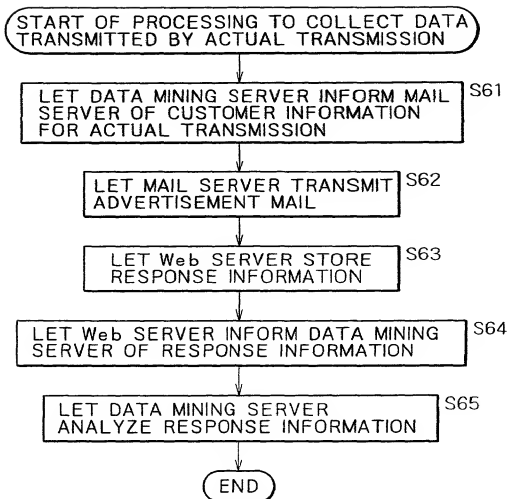 START OF PROCESSING TO COLLECT DATA
TRANSMITTED BY ACTUAL TRANSMISSION
LET DATA MINING SERVER INFORM MAIL
SERVER OF CUSTOMER INFORMATION
FOR ACTUAL TRANSMISSION
S61
LET MAIL SERVER TRANSMIT
ADVERTISEMENT MAIL
S62
LET Web SERVER STORE
RESPONSE INFORMATION
S63
LET Web SERVER INFORM DATA MINING
SERVER OF RESPONSE INFORMATION
S64
LET DATA MINING SERVER
ANALYZE RESPONSE INFORMATION
S65
END